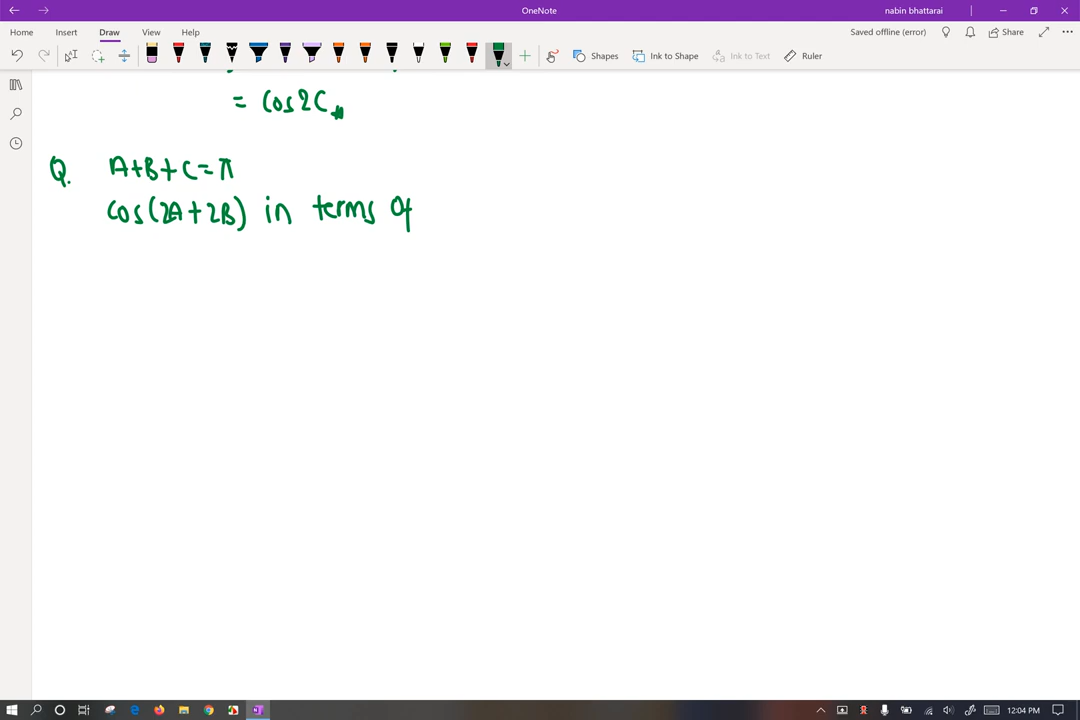 OneNote
nabin bhattarai
Home Insert Draw View Help
Saved offline (error)
Share
Shapes
Ink to Shape
Ink to Text
Ruler
= Cos2C
Q. A+B+C=π
Cos(2A+2B) in terms of
12:04 PM